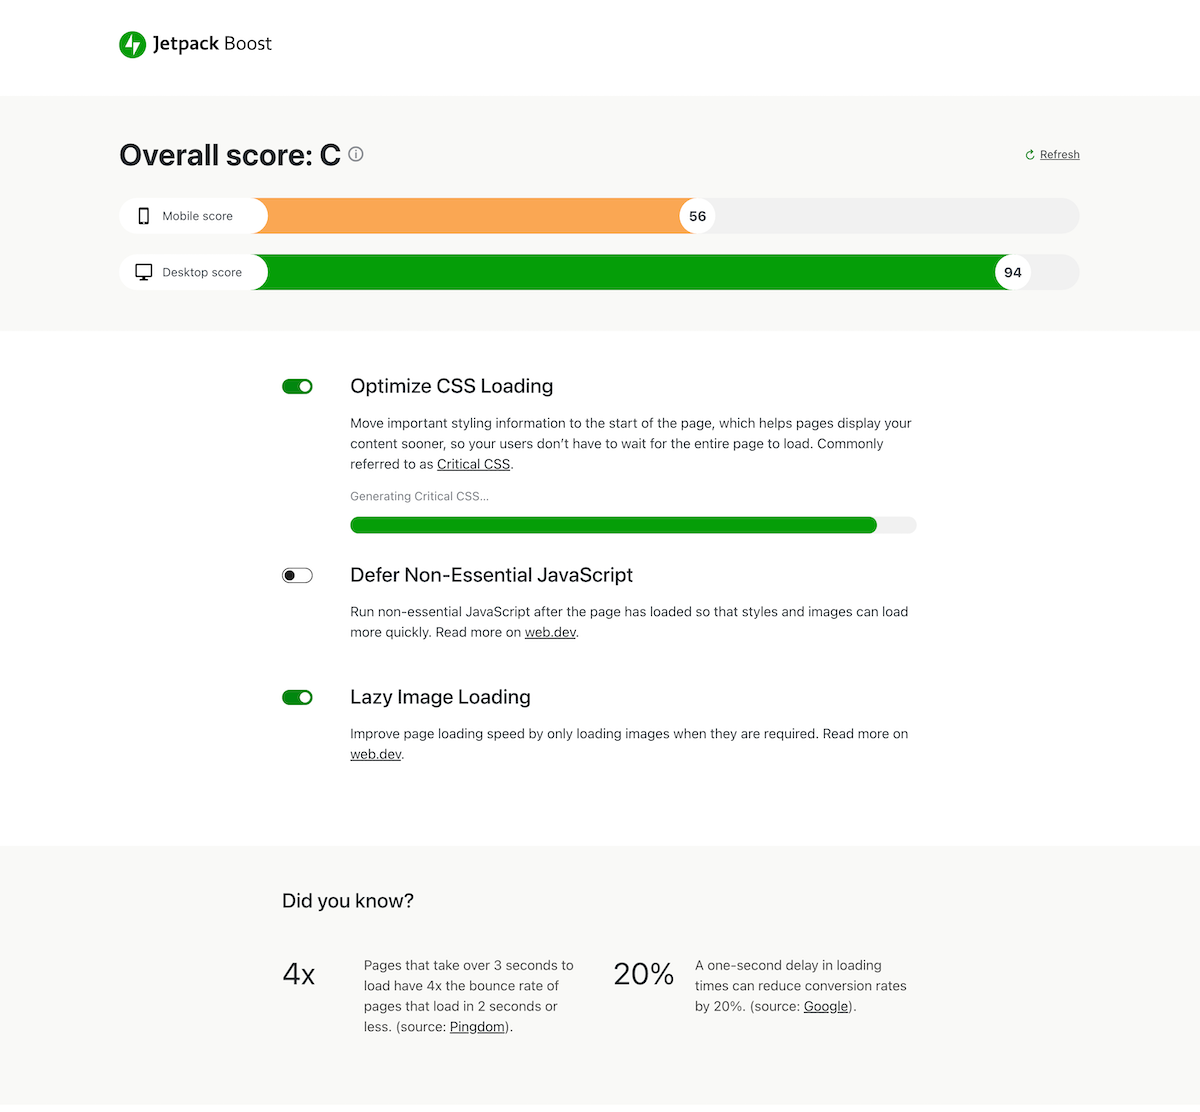 Jetpack Boost
Overall score: C
Refresh
Mobile score
56
Desktop score
94
Optimize CSS Loading
Move important styling information to the start of the page, which helps pages display your
content sooner, so your users don’t have to wait for the entire page to load. Commonly
referred to as Critical CSS.
Generating Critical CSS...
Defer Non-Essential JavaScript
Run non-essential JavaScript after the page has loaded so that styles and images can load
more quickly. Read more on web.dev.
Lazy Image Loading
Improve page loading speed by only loading images when they are required. Read more on
web.dev.
Did you know?
4x
Pages that take over 3 seconds to
load have 4x the bounce rate of
pages that load in 2 seconds or
less. (source: Pingdom).
20%
A one-second delay in loading
times can reduce conversion rates
by 20%. (source: Google).